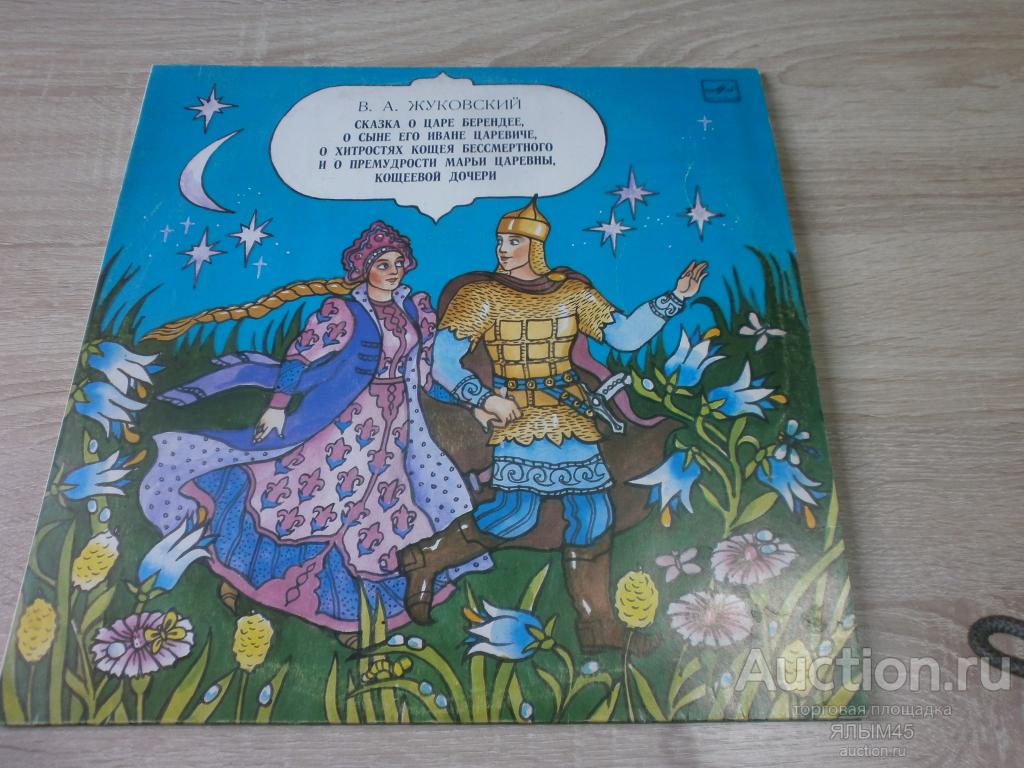 В. А. ЖУКОВСКИЙ
СКАЗКА О ЦАРЕ БЕРЕНДЕЕ,
О СЫНЕ ЕГО ИВАНЕ ЦАРЕВИЧЕ,
О ХИТРОСТЯХ КОЩЕЯ БЕССМЕРТНОГО
И О ПРЕМУДРОСТИ МАРЬИ ЦАРЕВНЫ,
КОЩЕЕВОЙ ДОЧЕРИ
Auction.ru
торговая площадка
ЯЛЫМ45
auction.ru